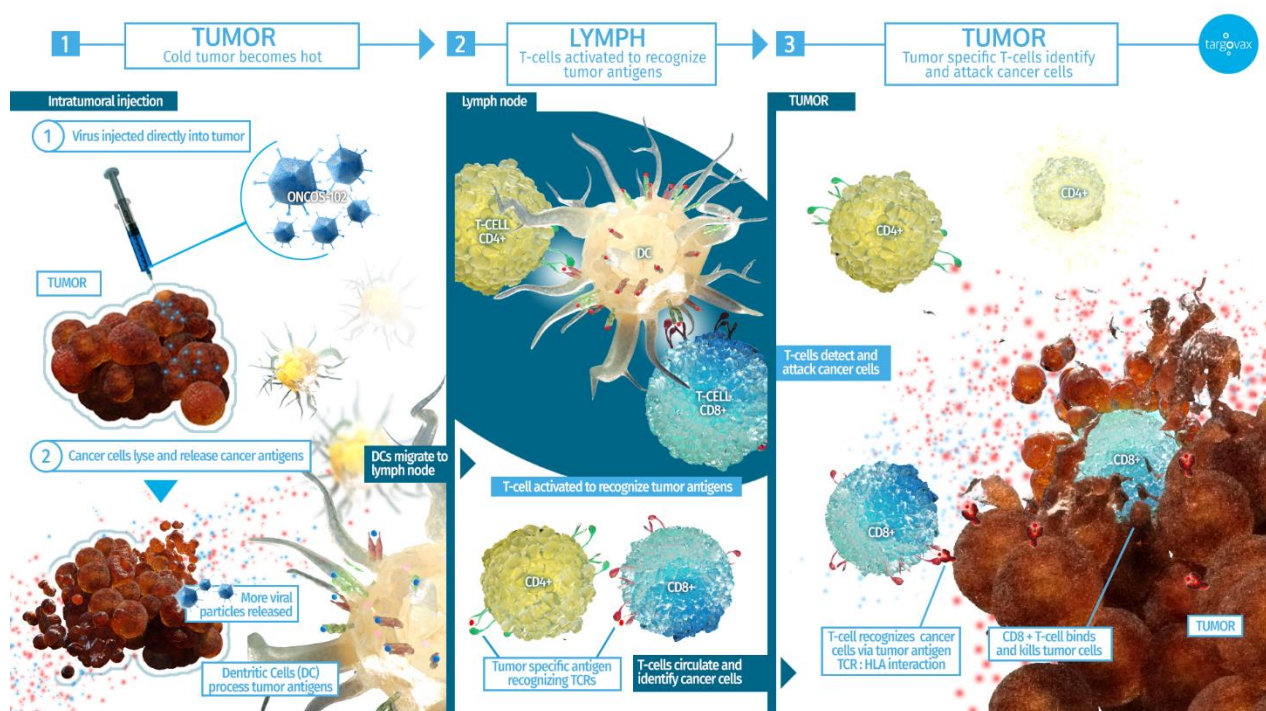 1
TUMOR
Cold tumor becomes hot
2
LYMPH
T-cells activated to recognize
tumor antigens
3
TUMOR
Tumor specific T-cells identify
and attack cancer cells
targovax
Intratumoral injection
1
Virus injected directly into tumor
ONCOS-102
TUMOR
2
Cancer cells lyse and release cancer antigens
DCs migrate to
lymph node
More viral
particles released
Dentritic Cells (DC)
process tumor antigens
Lymph node
T-CELL
CD4+
DC
T-CELL
CD8+
T-cell activated to recognize tumor antigens
CD4+
CD8+
Tumor specific antigen
recognizing TCRs
T-cells circulate and
identify cancer cells
TUMOR
CD4+
CD4+
T-cells detect and
attack cancer cells
CD8+
CD8+
T-cell recognizes cancer
cells via tumor antigen
TCR : HLA interaction
CD8 + T-cell binds
and kills tumor cells
TUMOR